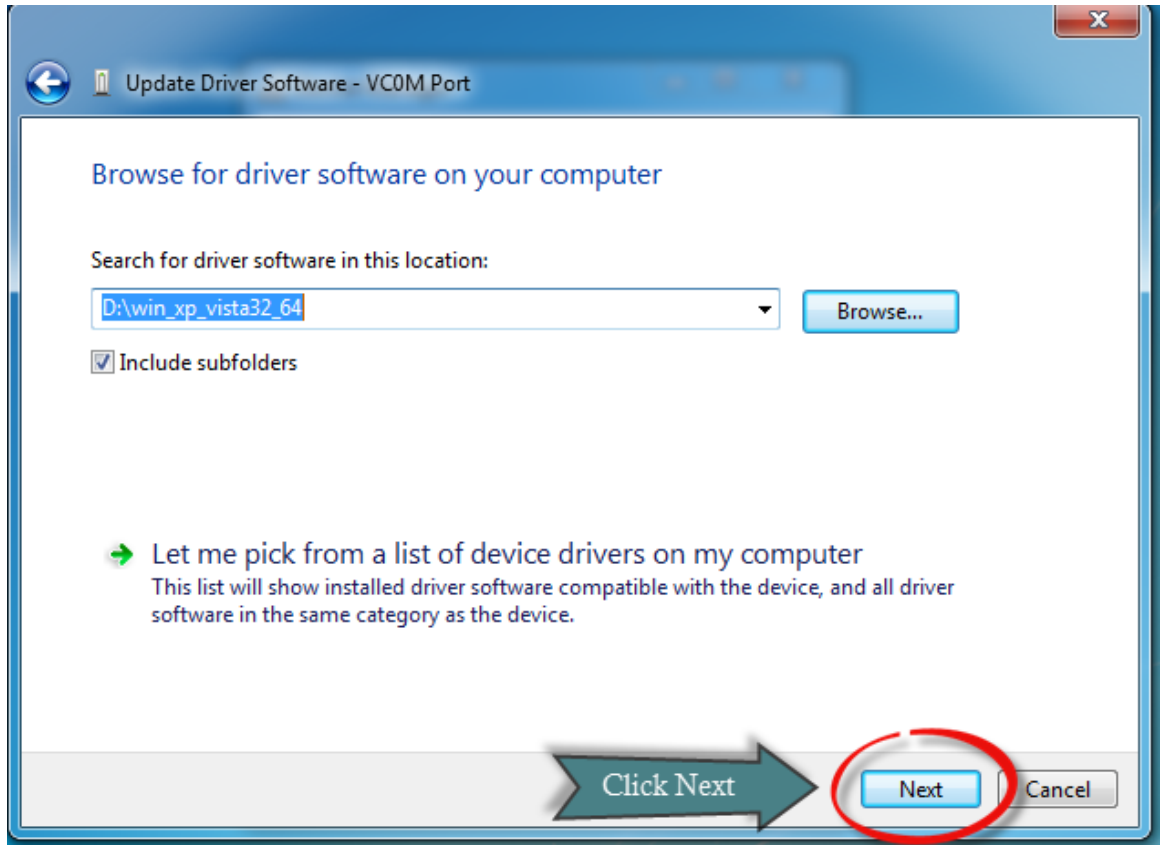 Update Driver Software - VC0M Port
Browse for driver software on your computer
Search for driver software in this location:
D:\win_xp_vista32_64
Browse...
Include subfolders
Let me pick from a list of device drivers on my computer
This list will show installed driver software compatible with the device, and all driver
software in the same category as the device.
Click Next
Next
Cancel